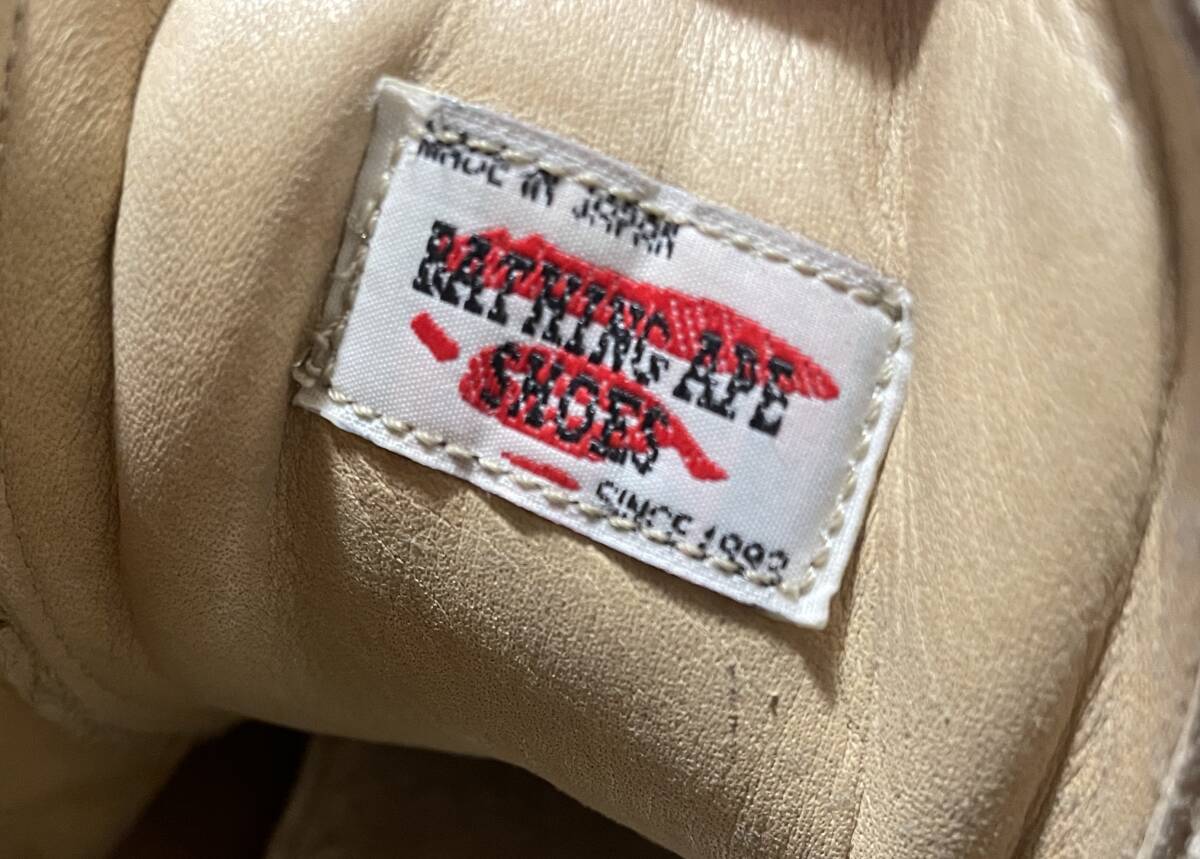 MADE IN JAPAN
BATHING APE
SHOES
SINCE 1993